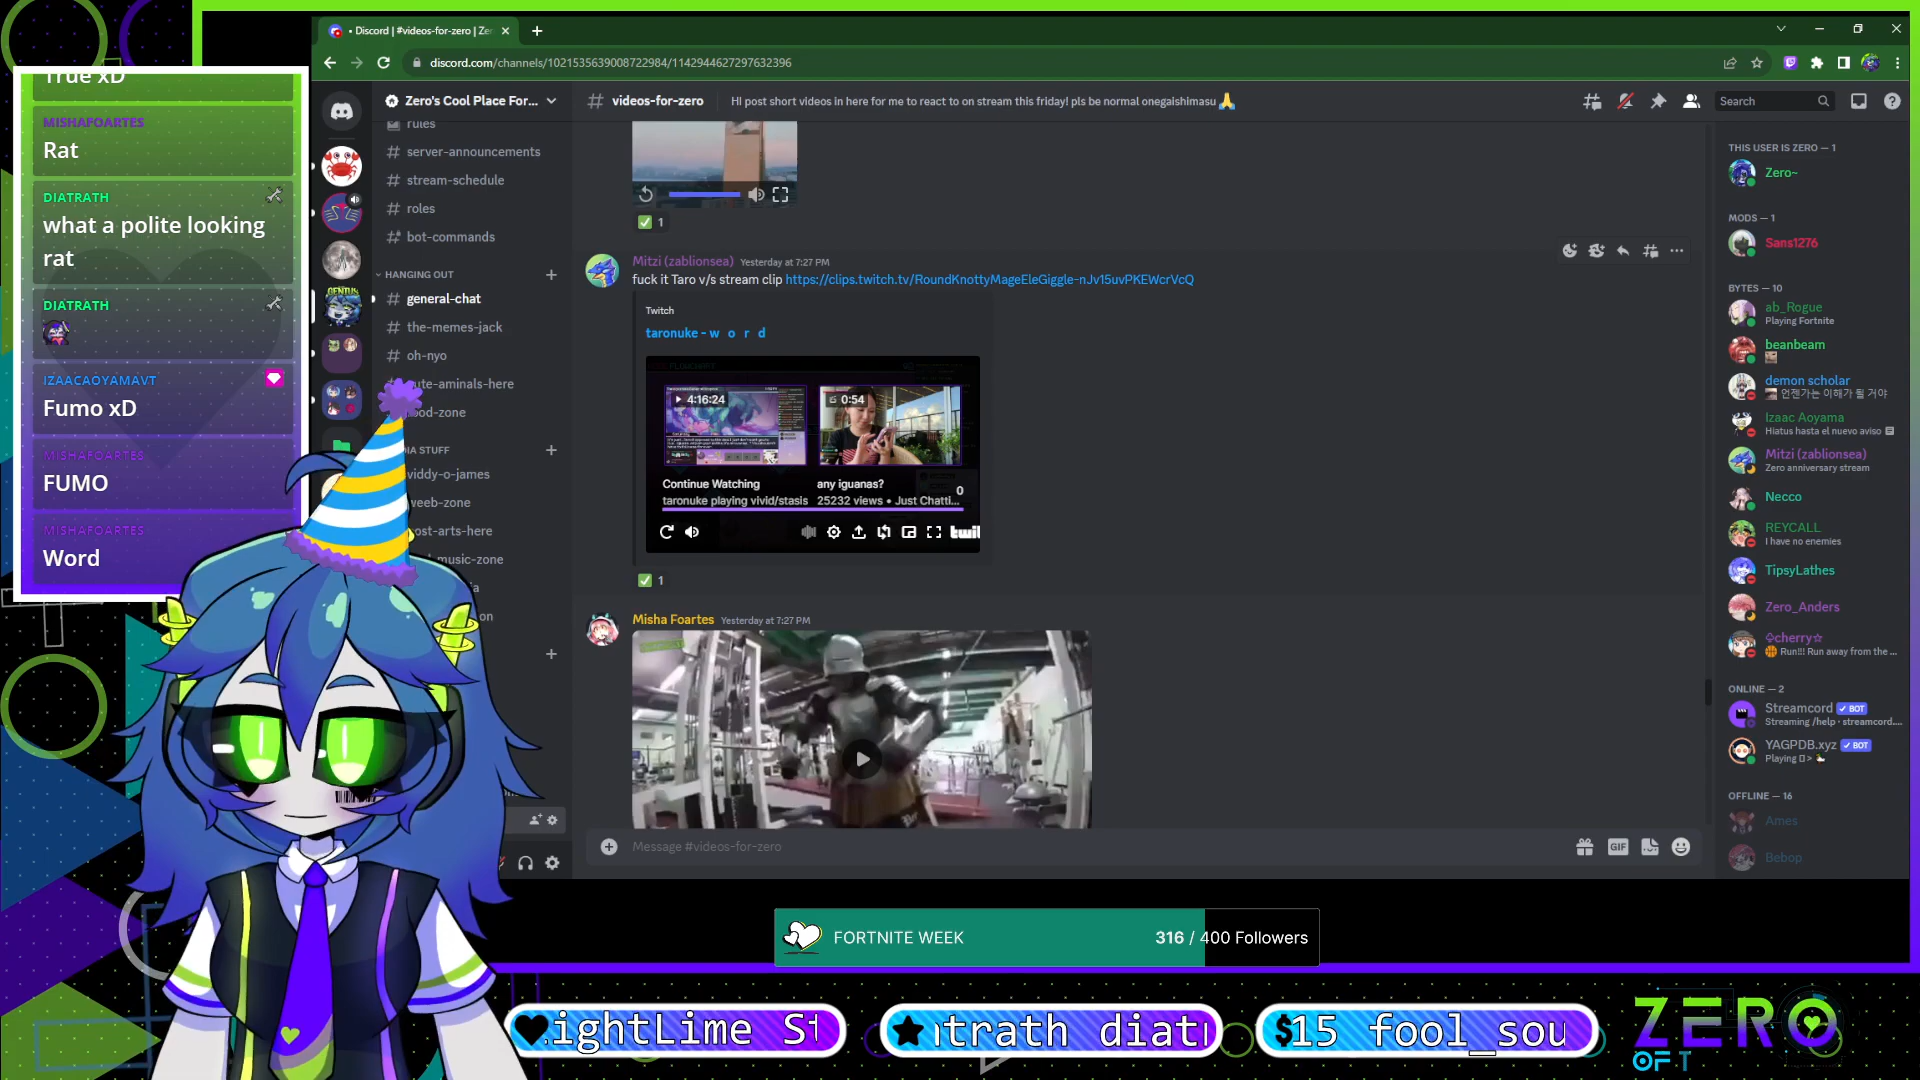 • Discord | #videos-for-zero | Ze
discord.com/channels/1021535639008722984/1142944627297632396
True xD
MISHAFOARTES
Rat
DIATRATH
what a polite looking
rat
DIATRATH
IZAACAOYAMAVT
Fumo xD
MISHAFOARTES
FUMO
MISHAFOARTES
Word
Zero's Cool Place For...
rules
server-announcements
stream-schedule
roles
bot-commands
HANGING OUT
general-chat
the-memes-jack
oh-nyo
ute-aminals-here
ood-zone
IA STUFF
viddy-o-james
weeb-zone
ost-arts-here
music-zone
GENIUS
videos-for-zero
HI post short videos in here for me to react to on stream this friday! pls be normal onegaishimasu 🙏
Search
✅ 1
Mitzi (zablionsea) Yesterday at 7:27 PM
fuck it Taro v/s stream clip https://clips.twitch.tv/RoundKnottyMageEleGiggle-nJv15uvPKEWcrVcQ
Twitch
taronuke - w o r d
4:16:24
0:54
Continue Watching
taronuke playing vivid/stasis
any iguanas?
25232 views • Just Chatti...
0
twit
✅ 1
Misha Foartes Yesterday at 7:27 PM
Message #videos-for-zero
GIF
THIS USER IS ZERO — 1
Zero~
MODS — 1
Sans1276
BYTES — 10
ab_Rogue
Playing Fortnite
beanbeam
demon scholar
언젠가는 이해가 될 거야
Izaac Aoyama
Hiatus hasta el nuevo aviso
Mitzi (zablionsea)
Zero anniversary stream
Necco
REYCALL
I have no enemies
TipsyLathes
Zero_Anders
cherry☆
Run!!! Run away from the ...
ONLINE — 2
Streamcord ✓ BOT
Streaming /help · streamcord....
YAGPDB.xyz ✓ BOT
Playing
OFFLINE — 16
Ames
Bebop
FORTNITE WEEK
316 / 400 Followers
ightLime St
trath diat
$15 fool_sou
ZERO
OF T